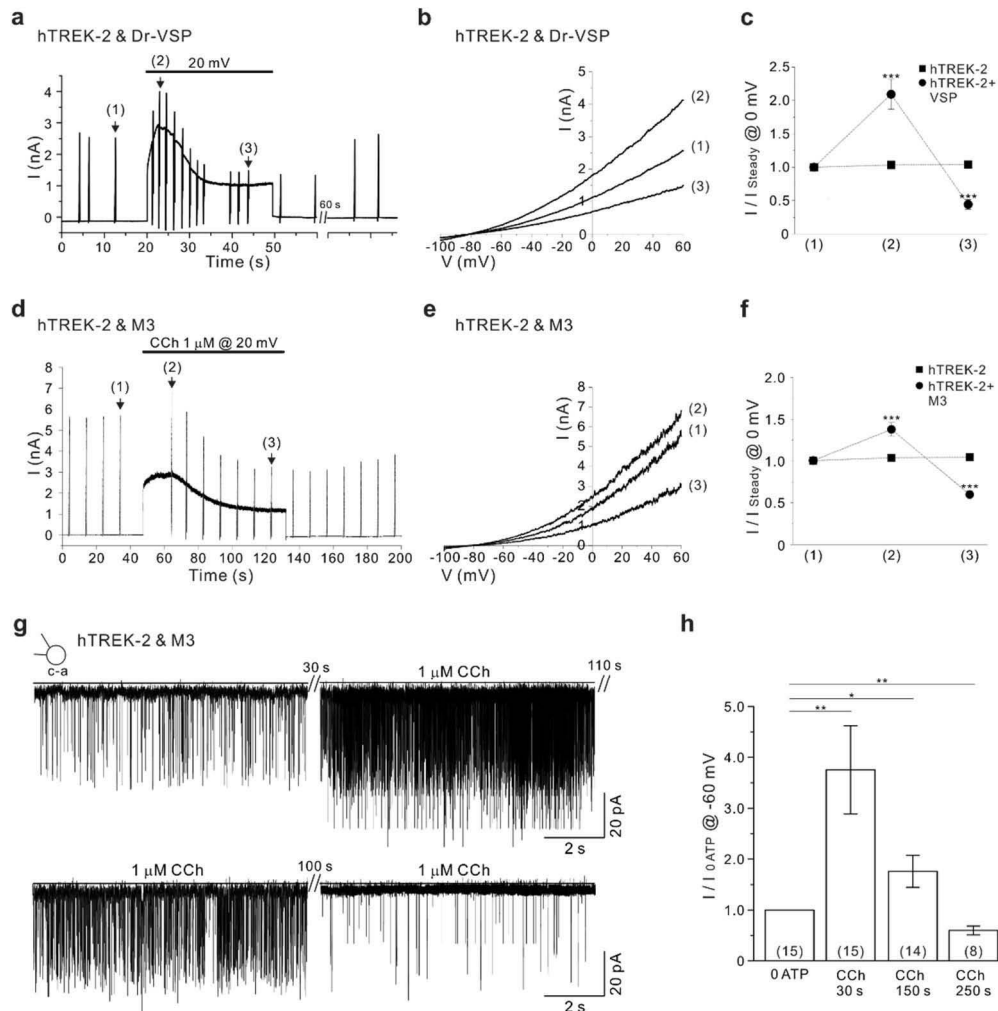 a
hTREK-2 & Dr-VSP
20 mV
(1)
(2)
(3)
I (nA)
4
3
2
1
0
60 s
0 10 20 30 40 50
Time (s)
b
hTREK-2 & Dr-VSP
I (nA)
5
4
3
2
1
0
(2)
(1)
(3)
-100 -80 -60 -40 -20 0 20 40 60
V (mV)
c
I / I Steady @ 0 mV
2.5
2.0
1.5
1.0
0.5
0
***
***
hTREK-2
hTREK-2+
VSP
(1) (2) (3)
d
hTREK-2 & M3
CCh 1 μM @ 20 mV
(1)
(2)
(3)
I (nA)
8
7
6
5
4
3
2
1
0
0 20 40 60 80 100 120 140 160 180 200
Time (s)
e
hTREK-2 & M3
I (nA)
8
7
6
5
4
3
2
1
0
(2)
(1)
(3)
-100 -80 -60 -40 -20 0 20 40 60
V (mV)
f
I / I Steady @ 0 mV
2.0
1.5
1.0
0.5
0
***
***
hTREK-2
hTREK-2+
M3
(1) (2) (3)
g
hTREK-2 & M3
c-a
30 s
1 μM CCh
110 s
20 pA
2 s
1 μM CCh
100 s
1 μM CCh
20 pA
2 s
h
**
*
**
I / I 0 ATP @ -60 mV
5.0
4.0
3.0
2.0
1.0
0
(15) (15) (14) (8)
0 ATP CCh CCh CCh
30 s 150 s 250 s